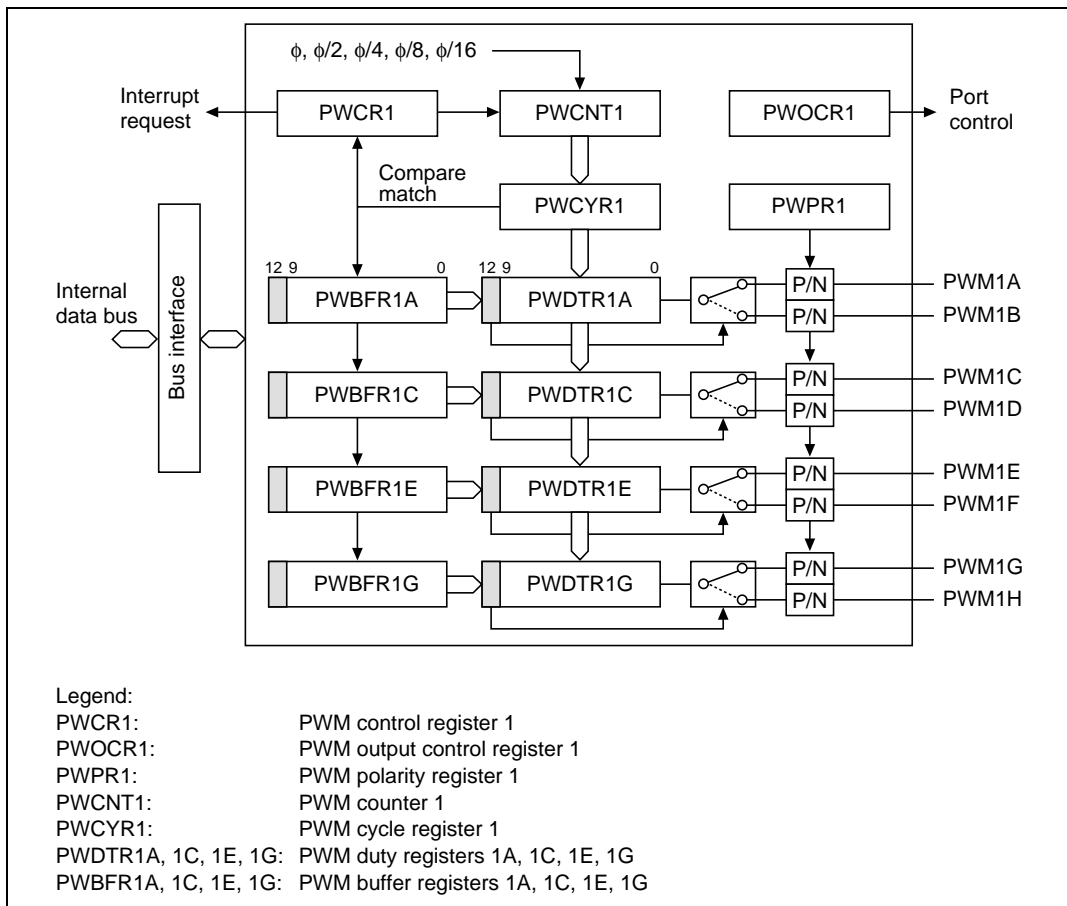 ϕ, ϕ/2, ϕ/4, ϕ/8, ϕ/16
Interrupt request
PWCR1
PWCNT1
PWOCR1
Port control
Compare match
PWCYR1
PWPR1
Internal data bus
Bus interface
12 9 0
12 9 0
PWBFR1A
PWDTR1A
P/N
PWM1A
P/N
PWM1B
PWBFR1C
PWDTR1C
P/N
PWM1C
P/N
PWM1D
PWBFR1E
PWDTR1E
P/N
PWM1E
P/N
PWM1F
PWBFR1G
PWDTR1G
P/N
PWM1G
P/N
PWM1H
Legend:
PWCR1: PWM control register 1
PWOCR1: PWM output control register 1
PWPR1: PWM polarity register 1
PWCNT1: PWM counter 1
PWCYR1: PWM cycle register 1
PWDTR1A, 1C, 1E, 1G: PWM duty registers 1A, 1C, 1E, 1G
PWBFR1A, 1C, 1E, 1G: PWM buffer registers 1A, 1C, 1E, 1G